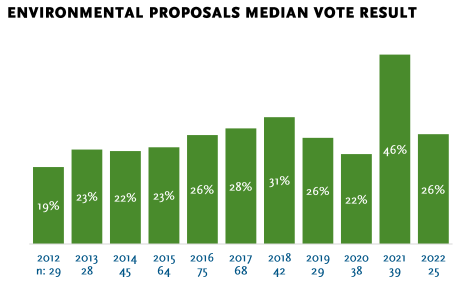 ENVIRONMENTAL PROPOSALS MEDIAN VOTE RESULT
19% 23% 22% 23% 26% 28% 31% 26% 22% 46% 26%
2012 2013 2014 2015 2016 2017 2018 2019 2020 2021 2022
n: 29 28 45 64 75 68 42 29 38 39 25